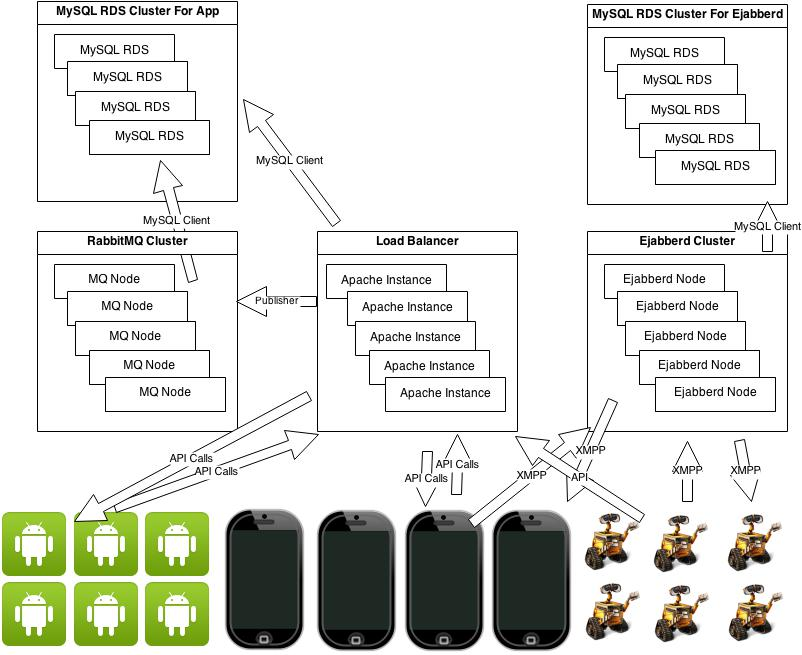 MySQL RDS Cluster For App
MySQL RDS
MySQL RDS
MySQL RDS
MySQL RDS
MySQL RDS Cluster For Ejabberd
MySQL RDS
MySQL RDS
MySQL RDS
MySQL RDS
MySQL RDS
MySQL Client
MySQL Client
MySQL Client
RabbitMQ Cluster
MQ Node
MQ Node
MQ Node
MQ Node
MQ Node
Publisher
Load Balancer
Apache Instance
Apache Instance
Apache Instance
Apache Instance
Apache Instance
Ejabberd Cluster
Ejabberd Node
Ejabberd Node
Ejabberd Node
Ejabberd Node
Ejabberd Node
API Calls
API Calls
API Calls
API Calls
XMPP
XMPP
API
XMPP
XMPP